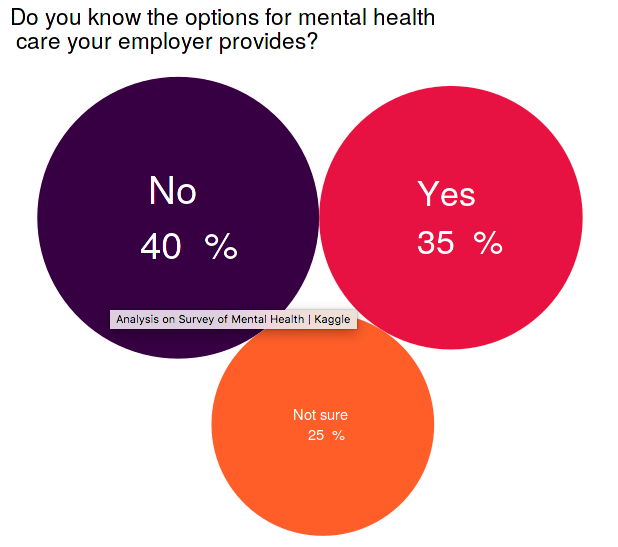 Do you know the options for mental health
care your employer provides?
No
40 %
Yes
35 %
Analysis on Survey of Mental Health | Kaggle
Not sure
25 %